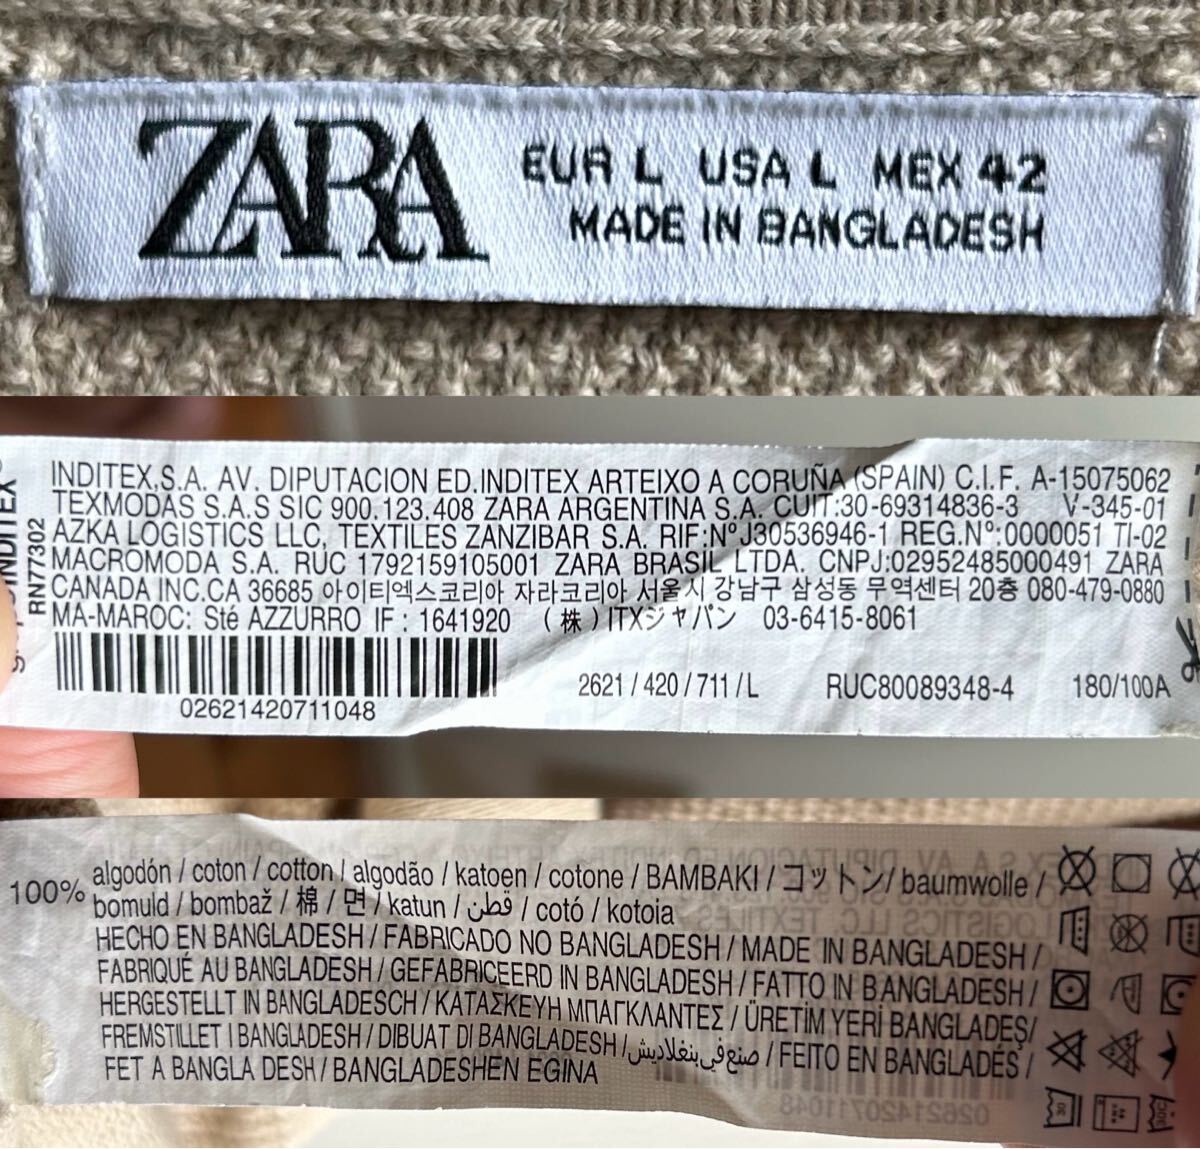 ZARA
EUR L USA L MEX 42
MADE IN BANGLADESH
RN77302
INDITEX,S.A. AV. DIPUTACION ED.INDITEX ARTEIXO A CORUÑA (SPAIN) C.I.F. A-15075062
TEXMODAS S.A.S SIC 900.123.408 ZARA ARGENTINA S.A. CUIT:30-69314836-3 V-345-01
AZKA LOGISTICS LLC, TEXTILES ZANZIBAR S.A. RIF:Nº J30536946-1 REG.Nº:0000051 TI-02
MACROMODA S.A. RUC 1792159105001 ZARA BRASIL LTDA. CNPJ:02952485000491 ZARA
CANADA INC.CA 36685 아이티엑스코리아 자라코리아 서울시 강남구 삼성동 무역센터 20층 080-479-0880
MA-MAROC: Sté AZZURRO IF : 1641920 (株)ITXジャパン 03-6415-8061
2621/420/711/L RUC80089348-4 180/100A
02621420711048
100% algodón / coton / cotton / algodão / katoen / cotone / BAMBAKI / コットン/ baumwolle /
bomuld / bombaž / 棉 / 면 / katun / قطن / cotó / kotoia
HECHO EN BANGLADESH / FABRICADO NO BANGLADESH / MADE IN BANGLADESH /
FABRIQUÉ AU BANGLADESH / GEFABRICEERD IN BANGLADESH / FATTO IN BANGLADESH /
HERGESTELLT IN BANGLADESCH / ΚΑΤΑΣΚΕΥΗ ΜΠΑΓΚΛΑΝΤΕΣ / ÜRETİM YERİ BANGLADEŞ/
FREMSTILLET I BANGLADESH / DIBUAT DI BANGLADESH /صنع في بنغلاديش / FEITO EN BANGLADÉS /
FET A BANGLA DESH / BANGLADESHEN EGINA
30